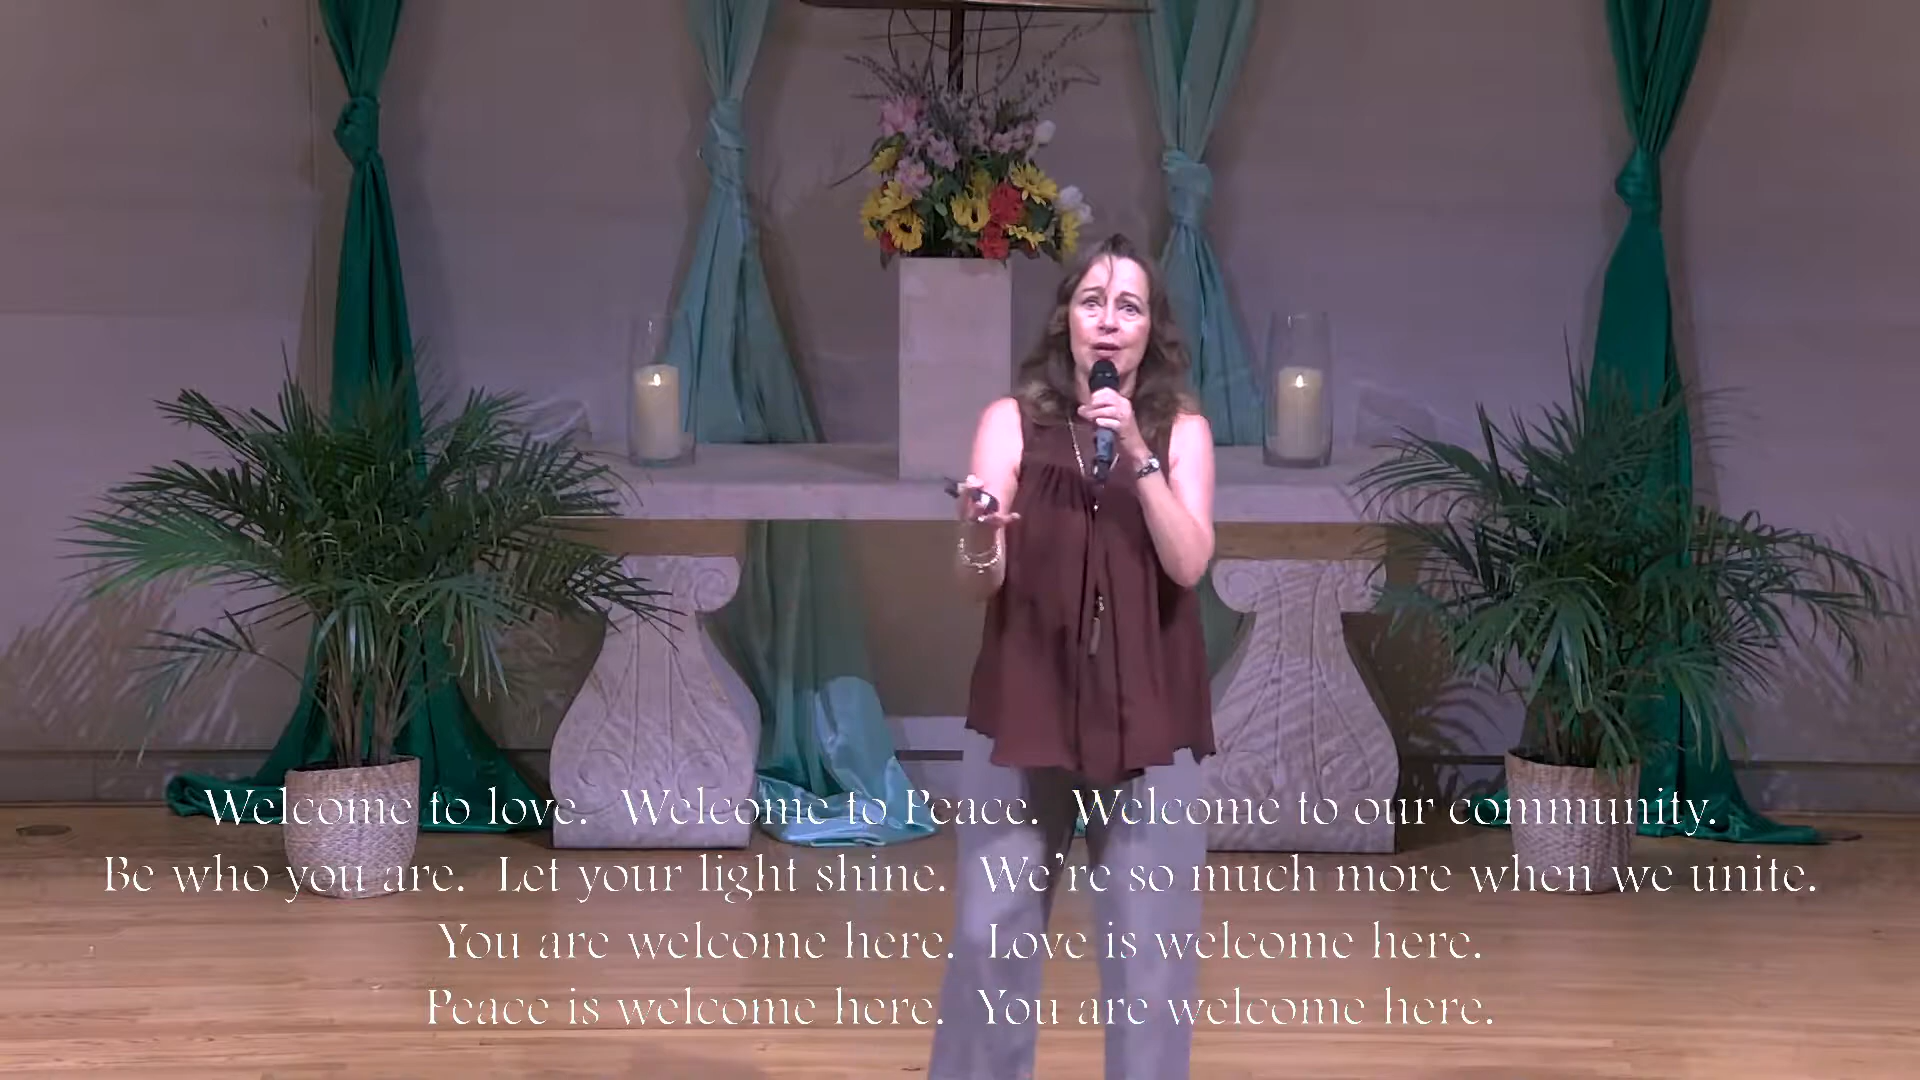 Welcome to love. Welcome to Peace. Welcome to our community.
Be who you are. Let your light shine. We're so much more when we unite.
You are welcome here. Love is welcome here.
Peace is welcome here. You are welcome here.